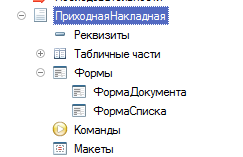 ПриходнаяНакладная
Реквизиты
Табличные части
Формы
ФормаДокумента
ФормаСписка
Команды
Макеты